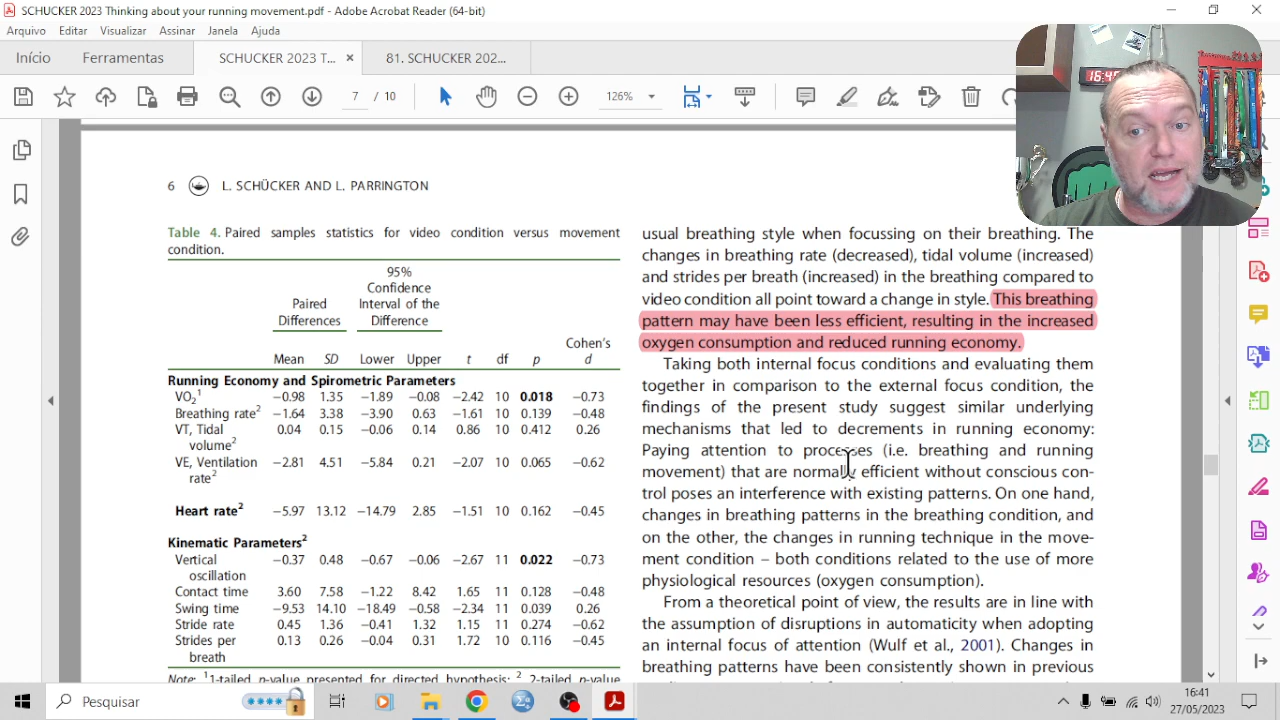 SCHUCKER 2023 Thinking about your running movement.pdf - Adobe Acrobat Reader (64-bit)
Arquivo Editar Visualizar Assinar Janela Ajuda
Início Ferramentas SCHUCKER 2023 T... × 81. SCHUCKER 202...
7 / 10 126%
6 L. SCHÜCKER AND L. PARRINGTON
Table 4. Paired samples statistics for video condition versus movement
condition.
95%
Confidence
Paired Interval of the
Differences Difference
Cohen's
Mean SD Lower Upper t df p d
Running Economy and Spirometric Parameters
VO2¹ −0.98 1.35 −1.89 −0.08 −2.42 10 0.018 −0.73
Breathing rate² −1.64 3.38 −3.90 0.63 −1.61 10 0.139 −0.48
VT, Tidal 0.04 0.15 −0.06 0.14 0.86 10 0.412 0.26
volume²
VE, Ventilation −2.81 4.51 −5.84 0.21 −2.07 10 0.065 −0.62
rate²
Heart rate² −5.97 13.12 −14.79 2.85 −1.51 10 0.162 −0.45
Kinematic Parameters²
Vertical −0.37 0.48 −0.67 −0.06 −2.67 11 0.022 −0.73
oscillation
Contact time 3.60 7.58 −1.22 8.42 1.65 11 0.128 −0.48
Swing time −9.53 14.10 −18.49 −0.58 −2.34 11 0.039 0.26
Stride rate 0.45 1.36 −0.41 1.32 1.15 11 0.274 −0.62
Strides per 0.13 0.26 −0.04 0.31 1.72 10 0.116 −0.45
breath
Note: ¹1-tailed p-value presented for directed hypothesis; ² 2-tailed p-value
usual breathing style when focussing on their breathing. The
changes in breathing rate (decreased), tidal volume (increased)
and strides per breath (increased) in the breathing compared to
video condition all point toward a change in style. This breathing
pattern may have been less efficient, resulting in the increased
oxygen consumption and reduced running economy.
Taking both internal focus conditions and evaluating them
together in comparison to the external focus condition, the
findings of the present study suggest similar underlying
mechanisms that led to decrements in running economy:
Paying attention to processes (i.e. breathing and running
movement) that are normally efficient without conscious con-
trol poses an interference with existing patterns. On one hand,
changes in breathing patterns in the breathing condition, and
on the other, the changes in running technique in the move-
ment condition – both conditions related to the use of more
physiological resources (oxygen consumption).
From a theoretical point of view, the results are in line with
the assumption of disruptions in automaticity when adopting
an internal focus of attention (Wulf et al., 2001). Changes in
breathing patterns have been consistently shown in previous
Pesquisar
16:41
27/05/2023